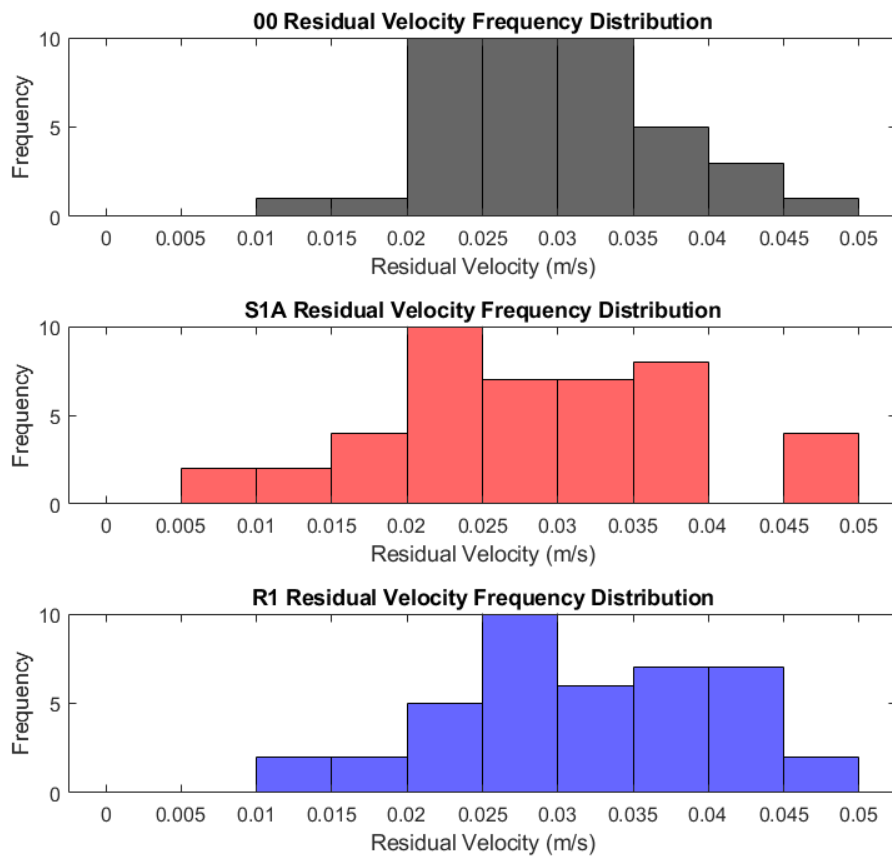 00 Residual Velocity Frequency Distribution
10
5
0
Frequency
0 0.005 0.01 0.015 0.02 0.025 0.03 0.035 0.04 0.045 0.05
Residual Velocity (m/s)
S1A Residual Velocity Frequency Distribution
10
5
0
Frequency
0 0.005 0.01 0.015 0.02 0.025 0.03 0.035 0.04 0.045 0.05
Residual Velocity (m/s)
R1 Residual Velocity Frequency Distribution
10
5
0
Frequency
0 0.005 0.01 0.015 0.02 0.025 0.03 0.035 0.04 0.045 0.05
Residual Velocity (m/s)